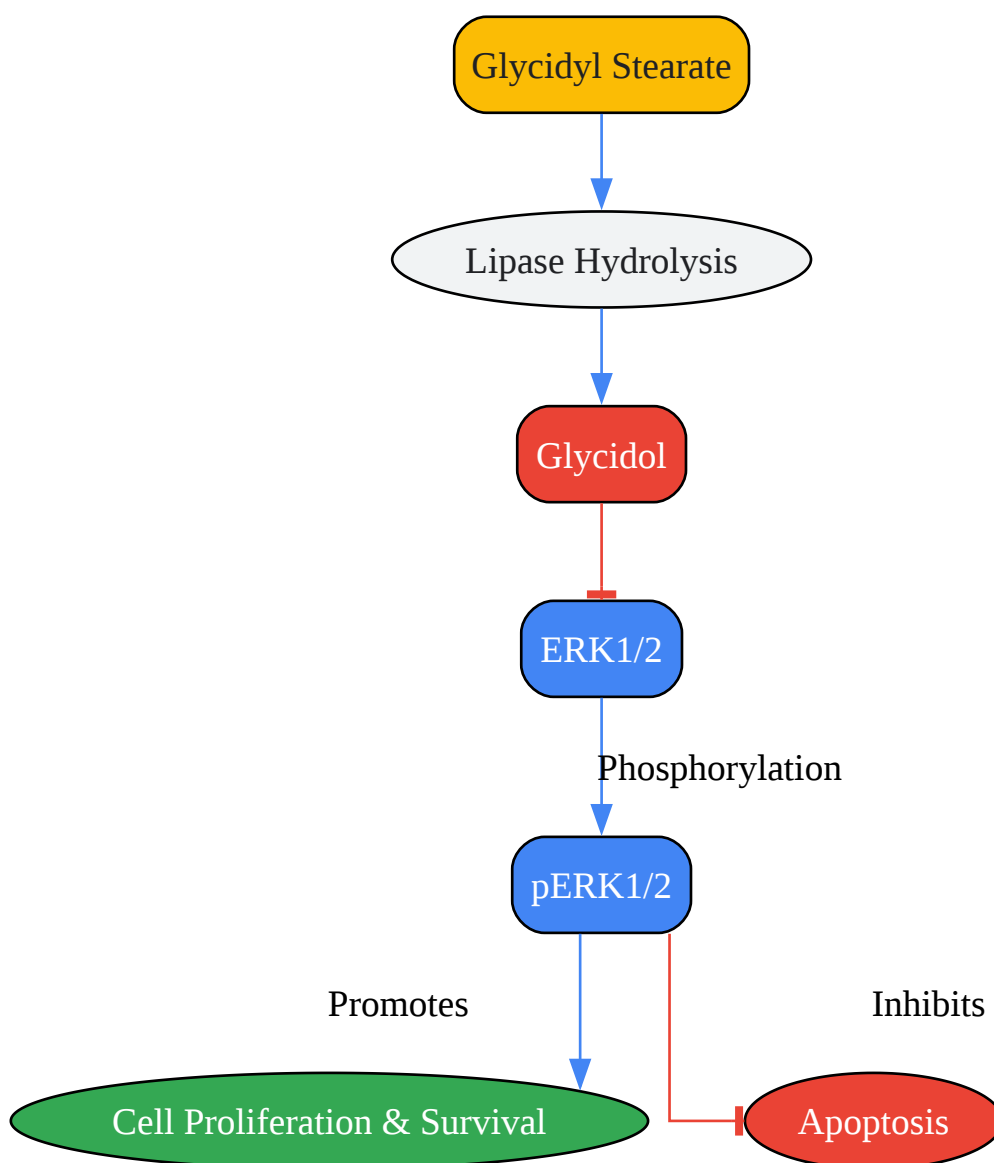 Glycidyl Stearate
Lipase Hydrolysis
Glycidol
ERK1/2
Phosphorylation
pERK1/2
Promotes
Inhibits
Cell Proliferation & Survival
Apoptosis